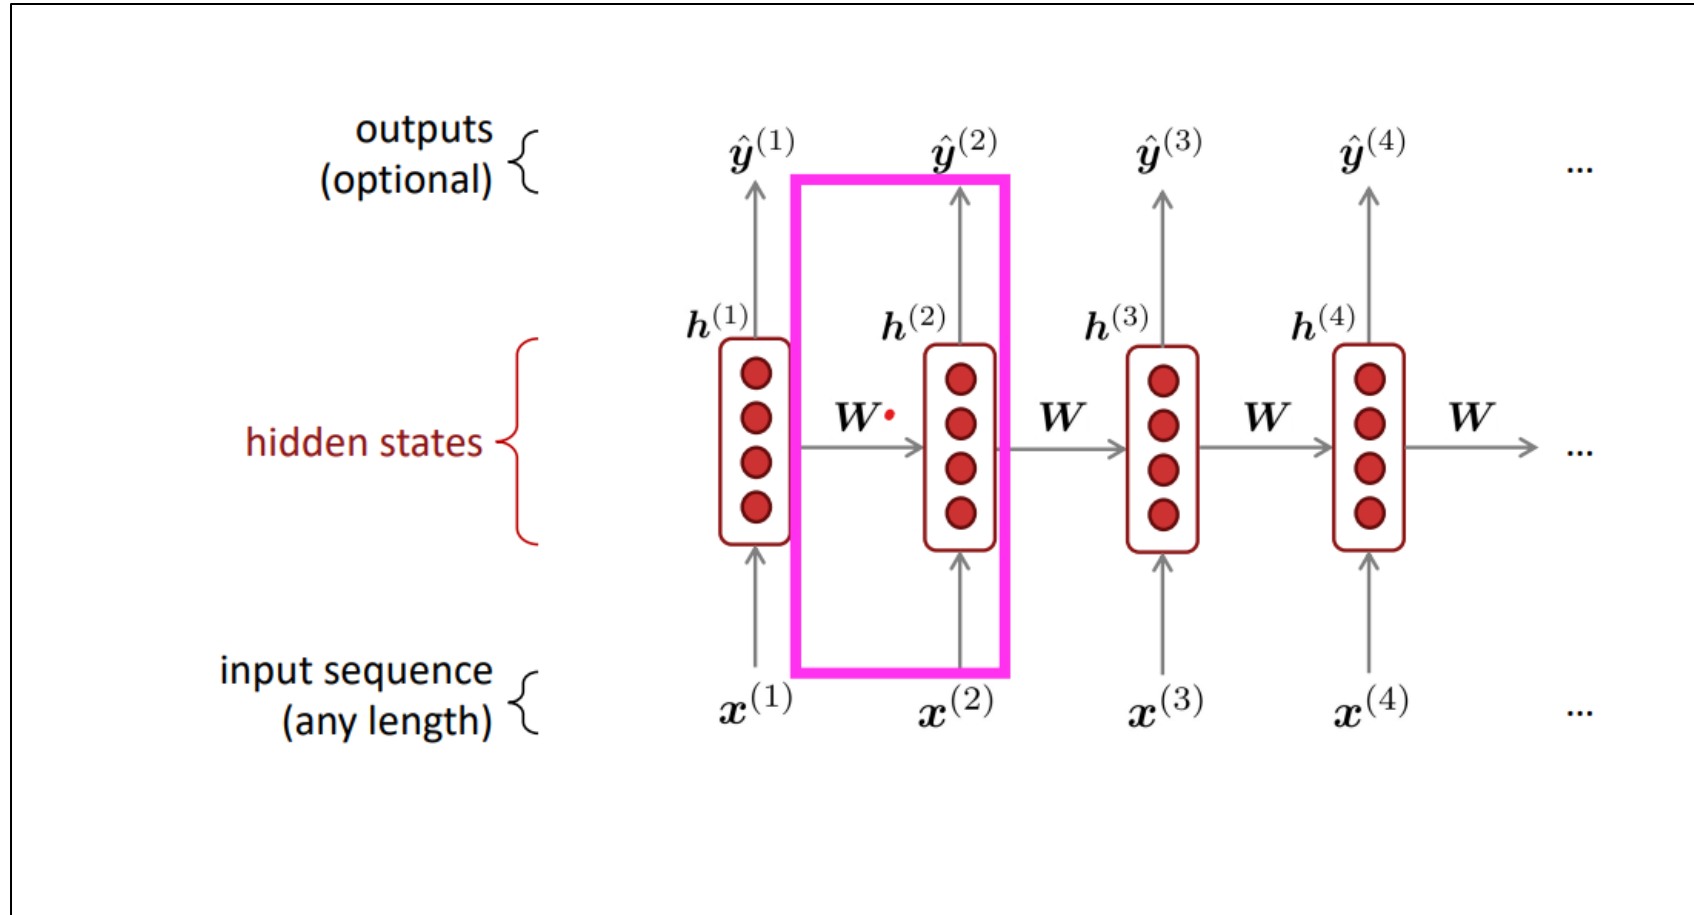 outputs
(optional)
ŷ⁽¹⁾ ŷ⁽²⁾ ŷ⁽³⁾ ŷ⁽⁴⁾ ...
h⁽¹⁾ h⁽²⁾ h⁽³⁾ h⁽⁴⁾
hidden states
W W W W ...
input sequence
(any length)
x⁽¹⁾ x⁽²⁾ x⁽³⁾ x⁽⁴⁾ ...